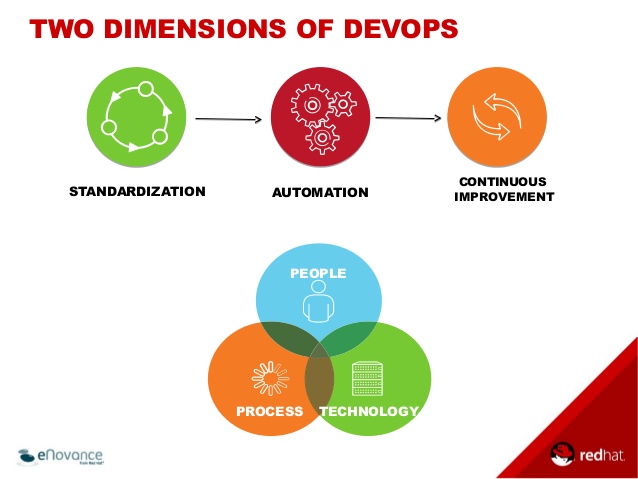 TWO DIMENSIONS OF DEVOPS
STANDARDIZATION
AUTOMATION
CONTINUOUS
IMPROVEMENT
PEOPLE
PROCESS
TECHNOLOGY
eNovance
from Red Hat
redhat.